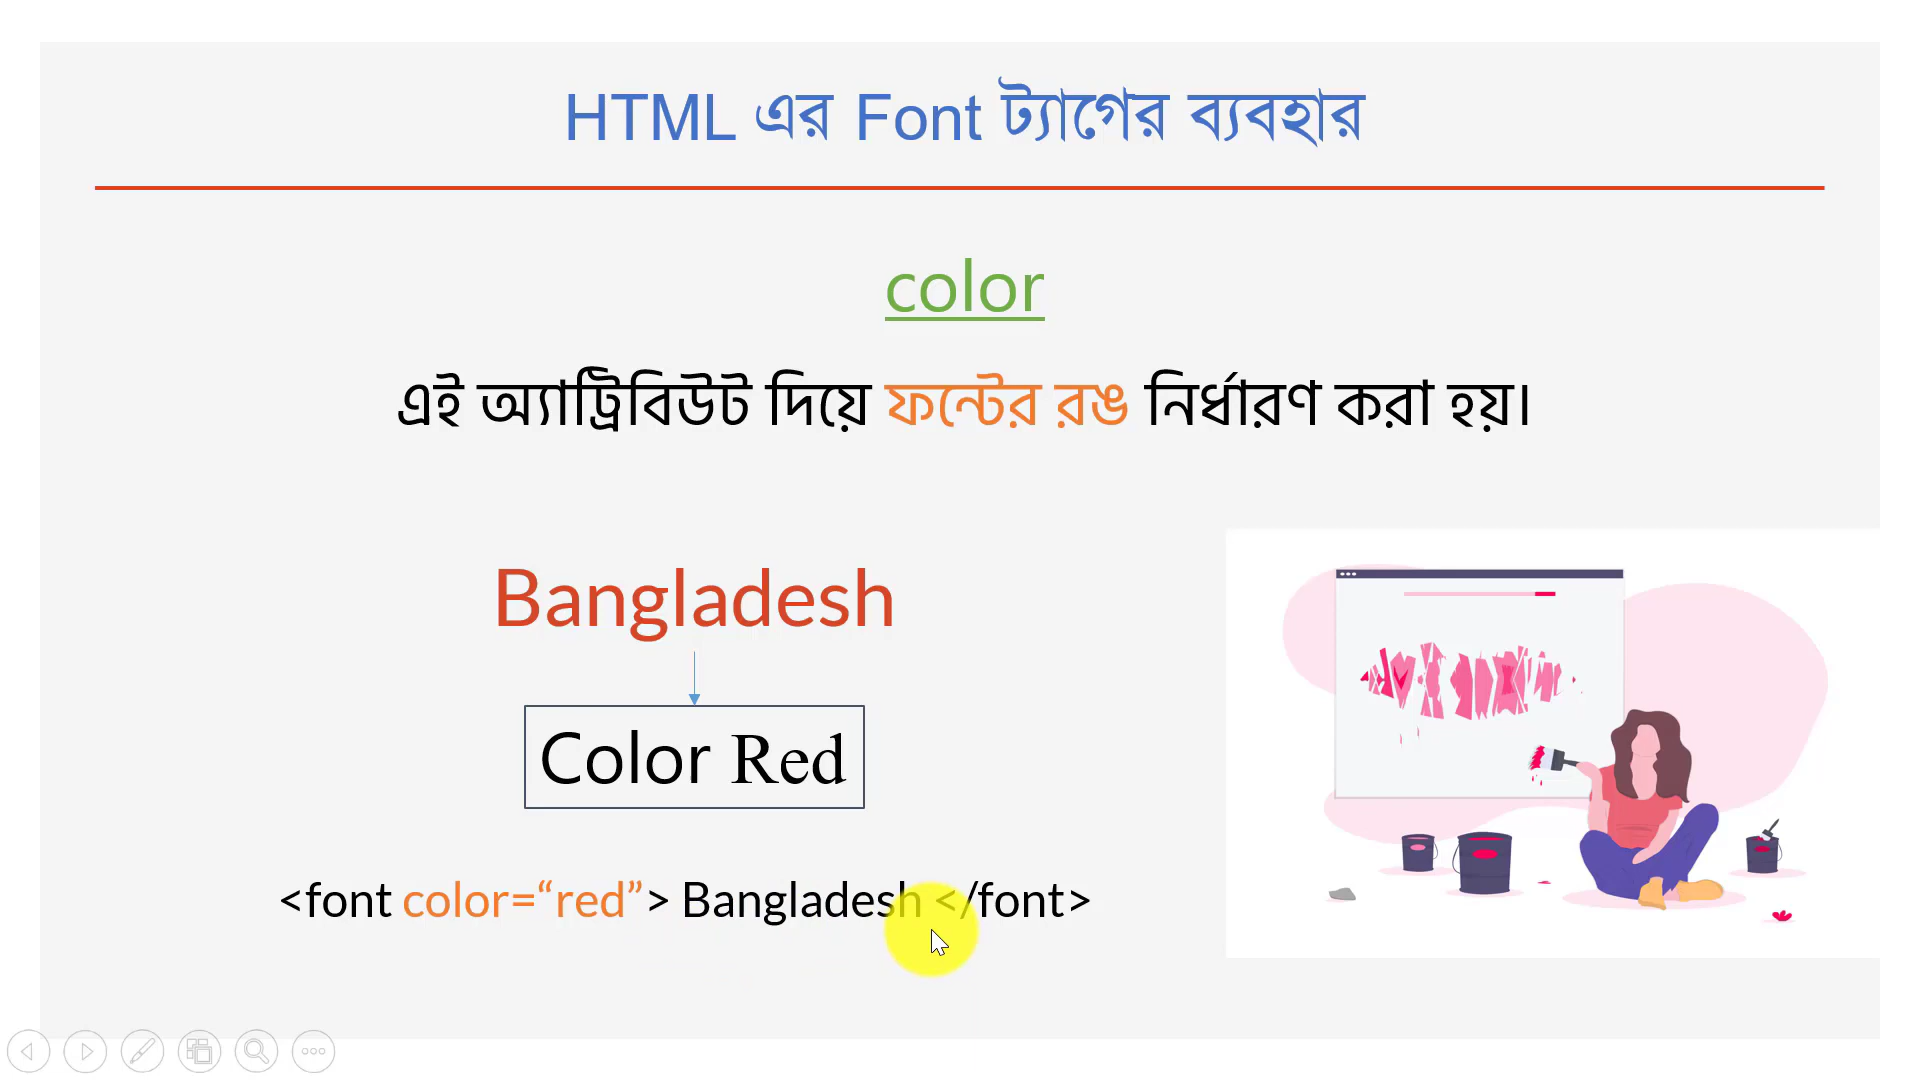 HTML এর Font ট্যাগের ব্যবহার
color
এই অ্যাট্রিবিউট দিয়ে ফন্টের রঙ নির্ধারণ করা হয়।
Bangladesh
Color Red
<font color=“red”> Bangladesh </font>